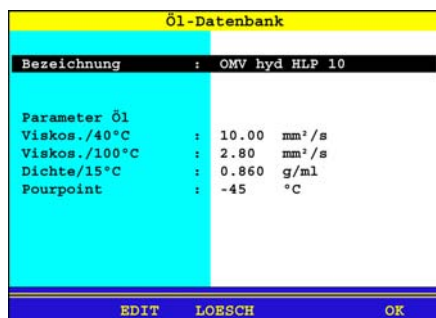 Öl-Datenbank
Bezeichnung : OMV hyd HLP 10
Parameter Öl
Viskos./40°C : 10.00 mm²/s
Viskos./100°C : 2.80 mm²/s
Dichte/15°C : 0.860 g/ml
Pourpoint : -45 °C
EDIT LOESCH OK